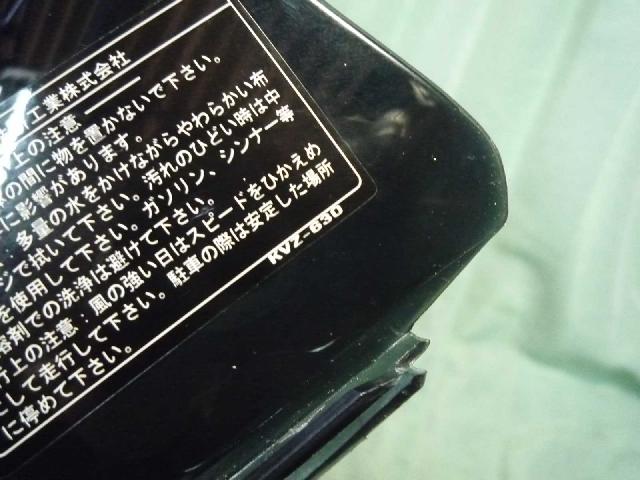 工業株式会社
上の注意:
の間に物を置かないで下さい。
に影響があります。
多量の水をかけながらやわらかい布
ジで拭いて下さい。汚れのひどい時は中
を使用して下さい。ガソリン、シンナー等
溶剤での洗浄は避けて下さい。
行上の注意:風の強い日はスピードをひかえめ
にして走行して下さい。駐車の際は安定した場所
に停めて下さい。
KVZ-630